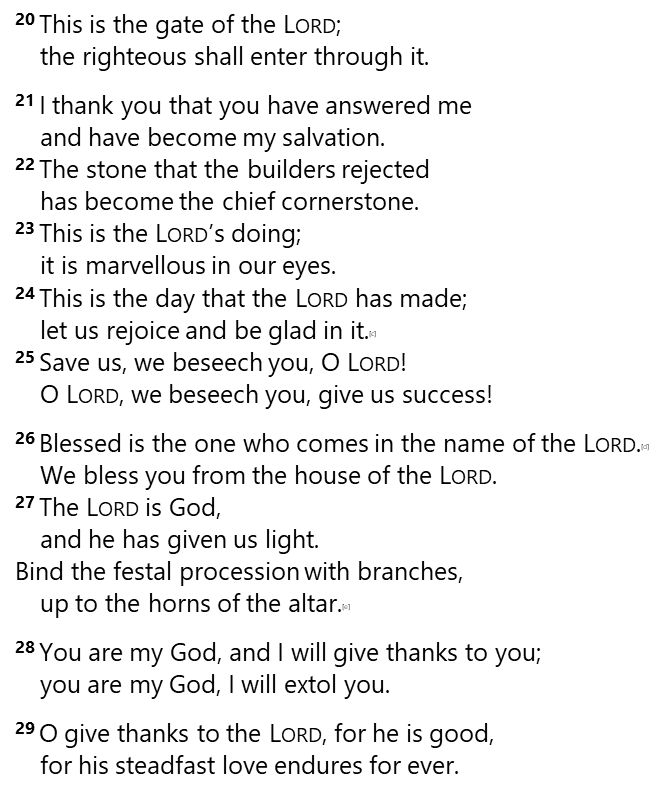 20 This is the gate of the LORD;
the righteous shall enter through it.
21 I thank you that you have answered me
and have become my salvation.
22 The stone that the builders rejected
has become the chief cornerstone.
23 This is the LORD’s doing;
it is marvellous in our eyes.
24 This is the day that the LORD has made;
let us rejoice and be glad in it.[c]
25 Save us, we beseech you, O LORD!
O LORD, we beseech you, give us success!
26 Blessed is the one who comes in the name of the LORD.[d]
We bless you from the house of the LORD.
27 The LORD is God,
and he has given us light.
Bind the festal procession with branches,
up to the horns of the altar.[e]
28 You are my God, and I will give thanks to you;
you are my God, I will extol you.
29 O give thanks to the LORD, for he is good,
for his steadfast love endures for ever.